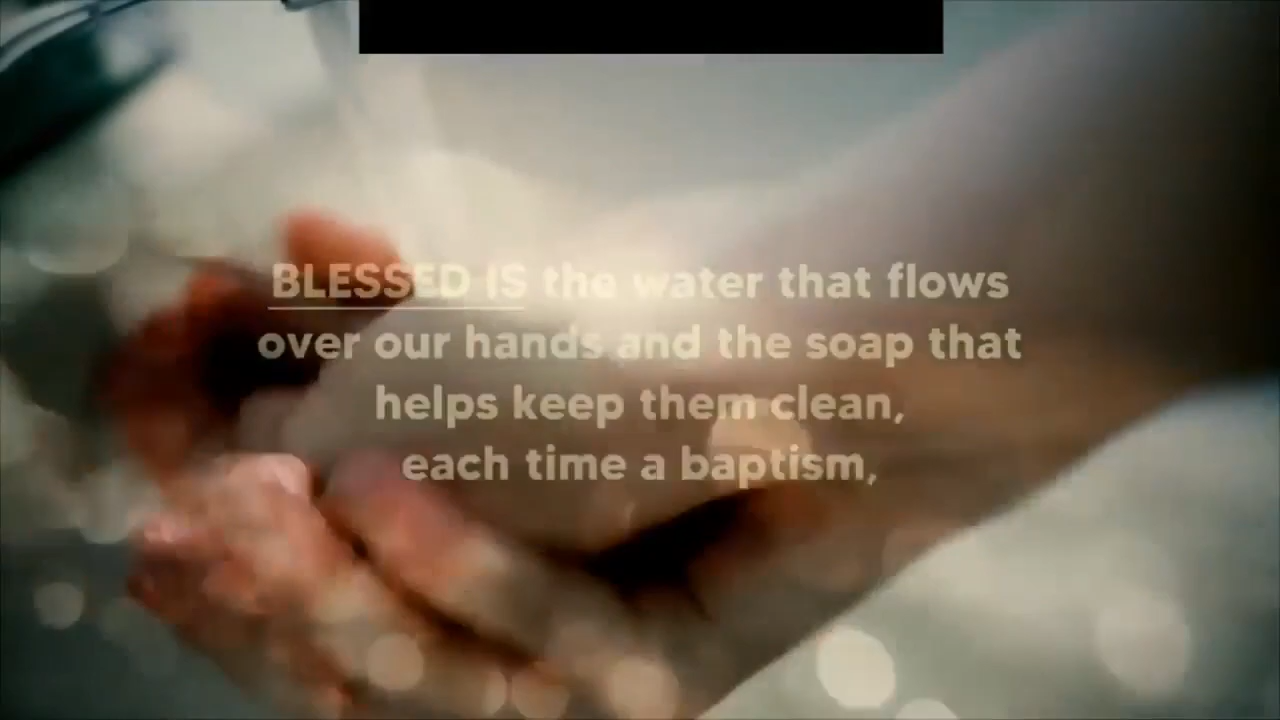 BLESSED IS the water that flows
over our hands and the soap that
helps keep them clean,
each time a baptism,